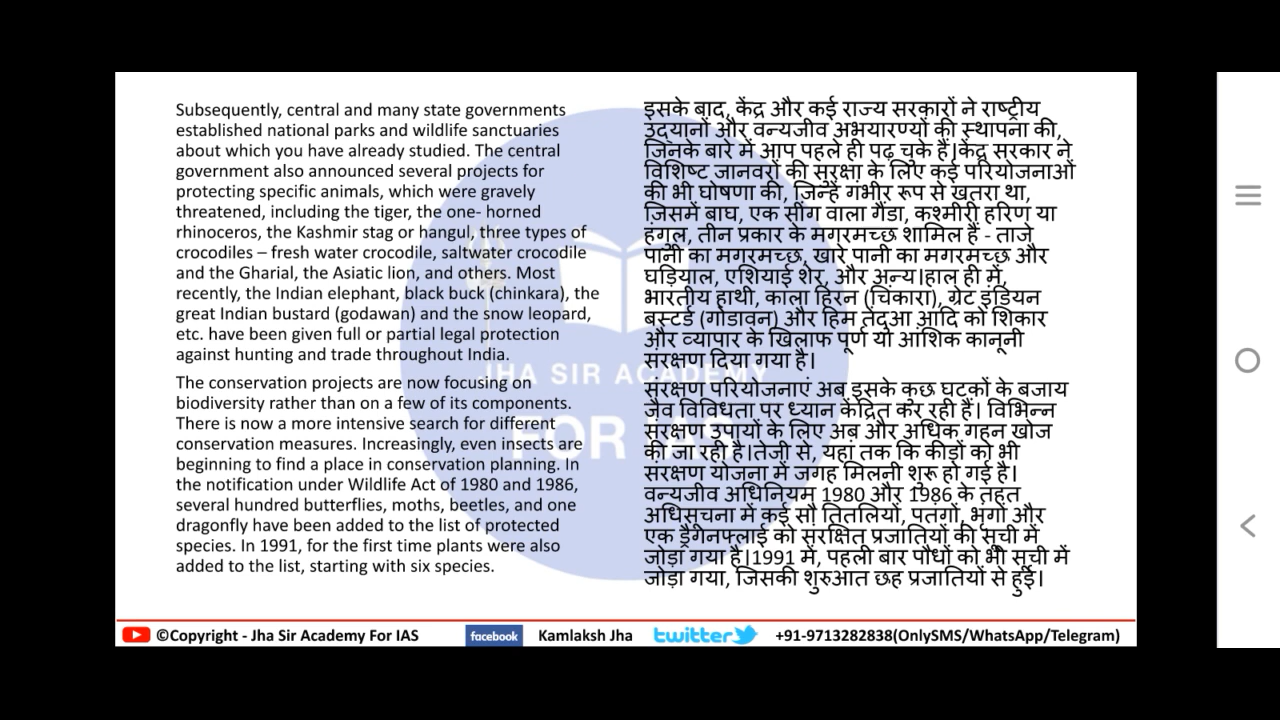 Subsequently, central and many state governments
established national parks and wildlife sanctuaries
about which you have already studied. The central
government also announced several projects for
protecting specific animals, which were gravely
threatened, including the tiger, the one- horned
rhinoceros, the Kashmir stag or hangul, three types of
crocodiles – fresh water crocodile, saltwater crocodile
and the Gharial, the Asiatic lion, and others. Most
recently, the Indian elephant, black buck (chinkara), the
great Indian bustard (godawan) and the snow leopard,
etc. have been given full or partial legal protection
against hunting and trade throughout India.
The conservation projects are now focusing on
biodiversity rather than on a few of its components.
There is now a more intensive search for different
conservation measures. Increasingly, even insects are
beginning to find a place in conservation planning. In
the notification under Wildlife Act of 1980 and 1986,
several hundred butterflies, moths, beetles, and one
dragonfly have been added to the list of protected
species. In 1991, for the first time plants were also
added to the list, starting with six species.
इसके बाद, केंद्र और कई राज्य सरकारों ने राष्ट्रीय
उद्यानों और वन्यजीव अभयारण्यों की स्थापना की,
जिनके बारे में आप पहले ही पढ़ चुके हैं।केंद्र सरकार ने
विशिष्ट जानवरों की सुरक्षा के लिए कई परियोजनाओं
की भी घोषणा की, जिन्हें गंभीर रूप से खतरा था,
जिसमें बाघ, एक सींग वाला गैंडा, कश्मीरी हरिण या
हंगुल, तीन प्रकार के मगरमच्छ शामिल हैं - ताजे
पानी का मगरमच्छ, खारे पानी का मगरमच्छ और
घड़ियाल, एशियाई शेर, और अन्य।हाल ही में,
भारतीय हाथी, काला हिरन (चिंकारा), ग्रेट इंडियन
बस्टर्ड (गोडावन) और हिम तेंदुआ आदि को शिकार
और व्यापार के खिलाफ पूर्ण या आंशिक कानूनी
संरक्षण दिया गया है।
संरक्षण परियोजनाएं अब इसके कुछ घटकों के बजाय
जैव विविधता पर ध्यान केंद्रित कर रही हैं। विभिन्न
संरक्षण उपायों के लिए अब और अधिक गहन खोज
की जा रही है।तेजी से, यहां तक कि कीड़ों को भी
संरक्षण योजना में जगह मिलनी शुरू हो गई है।
वन्यजीव अधिनियम 1980 और 1986 के तहत
अधिसूचना में कई सौ तितलियों, पतंगों, भृंगों और
एक ड्रैगनफ्लाई को संरक्षित प्रजातियों की सूची में
जोड़ा गया है।1991 में, पहली बार पौधों को भी सूची में
जोड़ा गया, जिसकी शुरुआत छह प्रजातियों से हुई।
JHA SIR ACADEMY
FOR IAS
©Copyright - Jha Sir Academy For IAS facebook Kamlaksh Jha twitter +91-9713282838(OnlySMS/WhatsApp/Telegram)